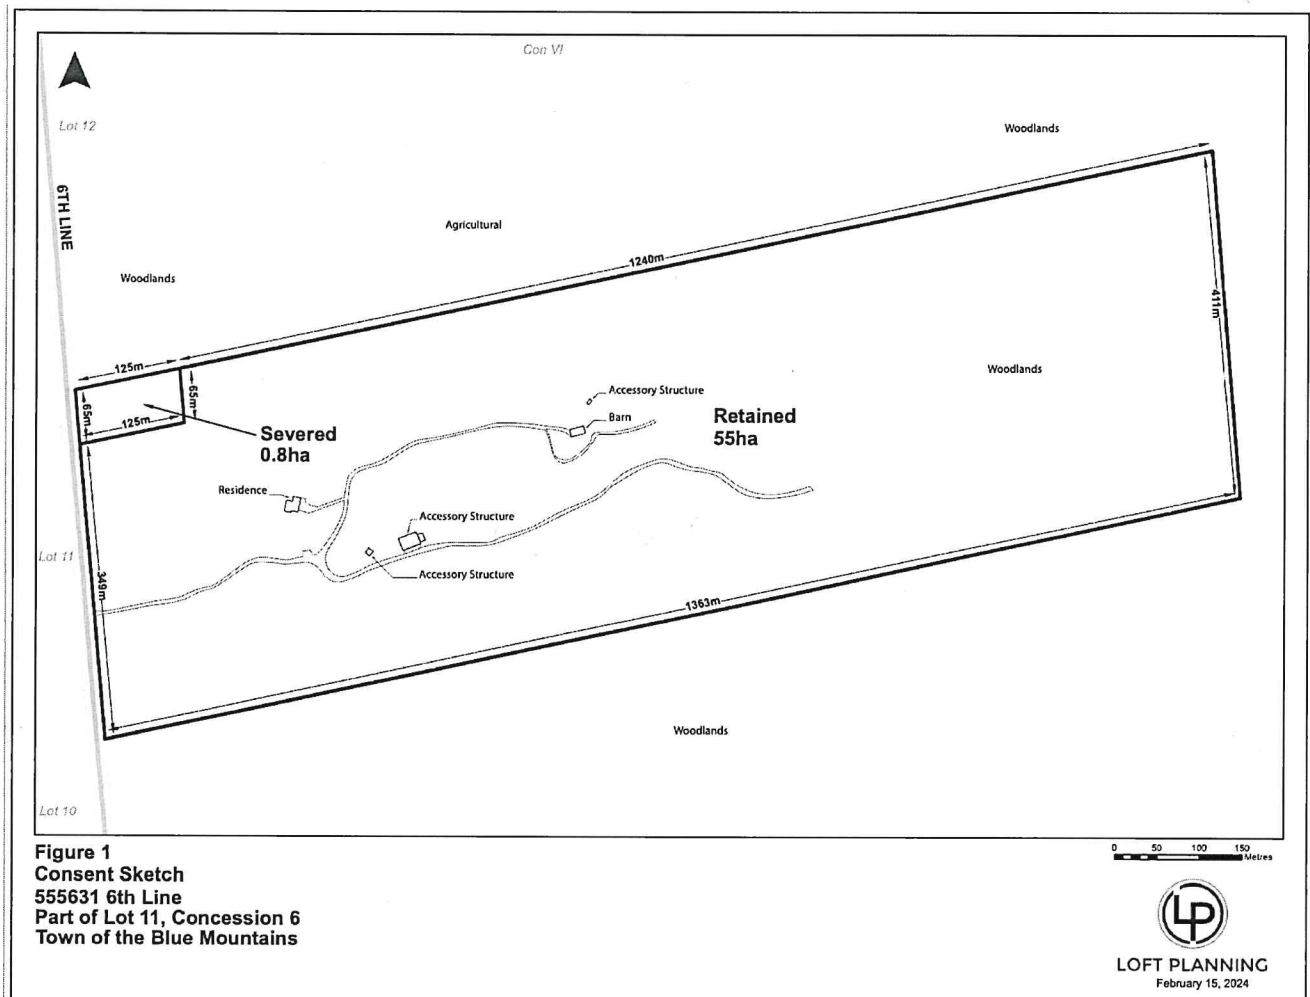 Con VI
Lot 12
Woodlands
6TH LINE
Agricultural
Woodlands
1240m
411m
125m
Woodlands
65m
65m
125m
Accessory Structure
Barn
Retained
55ha
Severed
0.8ha
Residence
Accessory Structure
Lot 11
349m
Accessory Structure
1363m
Woodlands
Lot 10
Figure 1
Consent Sketch
555631 6th Line
Part of Lot 11, Concession 6
Town of the Blue Mountains
0 50 100 150
Metres
LP
LOFT PLANNING
February 15, 2024